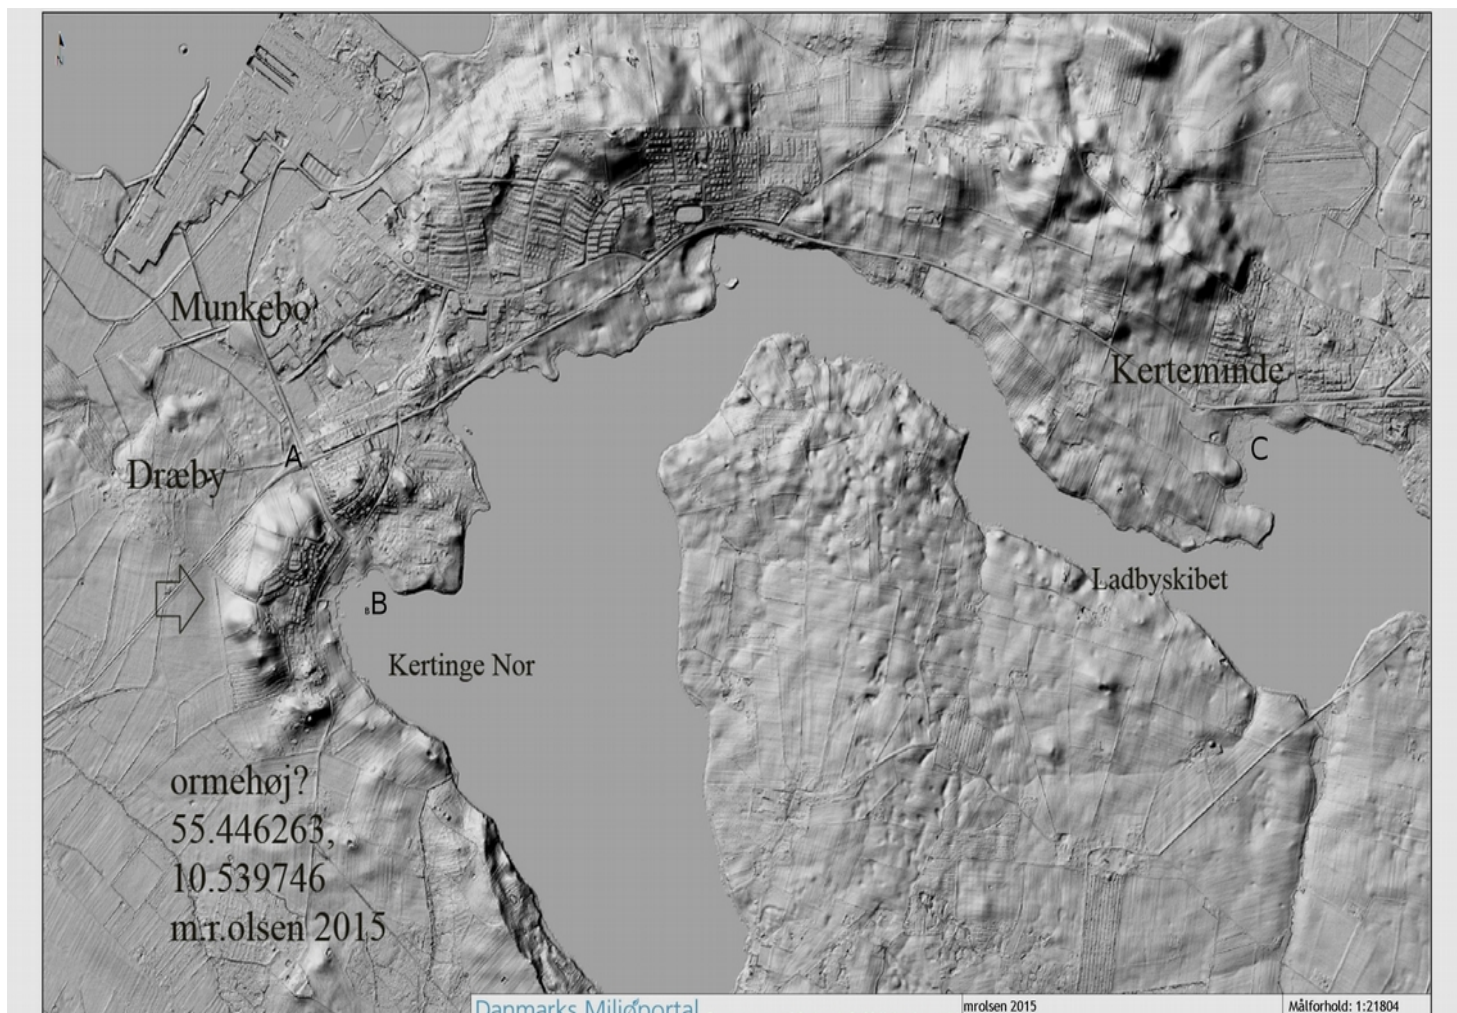 N
Munkebo
Kerteminde
A
C
Dræby
Ladbyskibet
B
Kertinge Nor
ormehøj?
55.446263,
10.539746
m.r.olsen 2015
Danmarks Miljøportal
mrolsen 2015
Målforhold: 1:21804